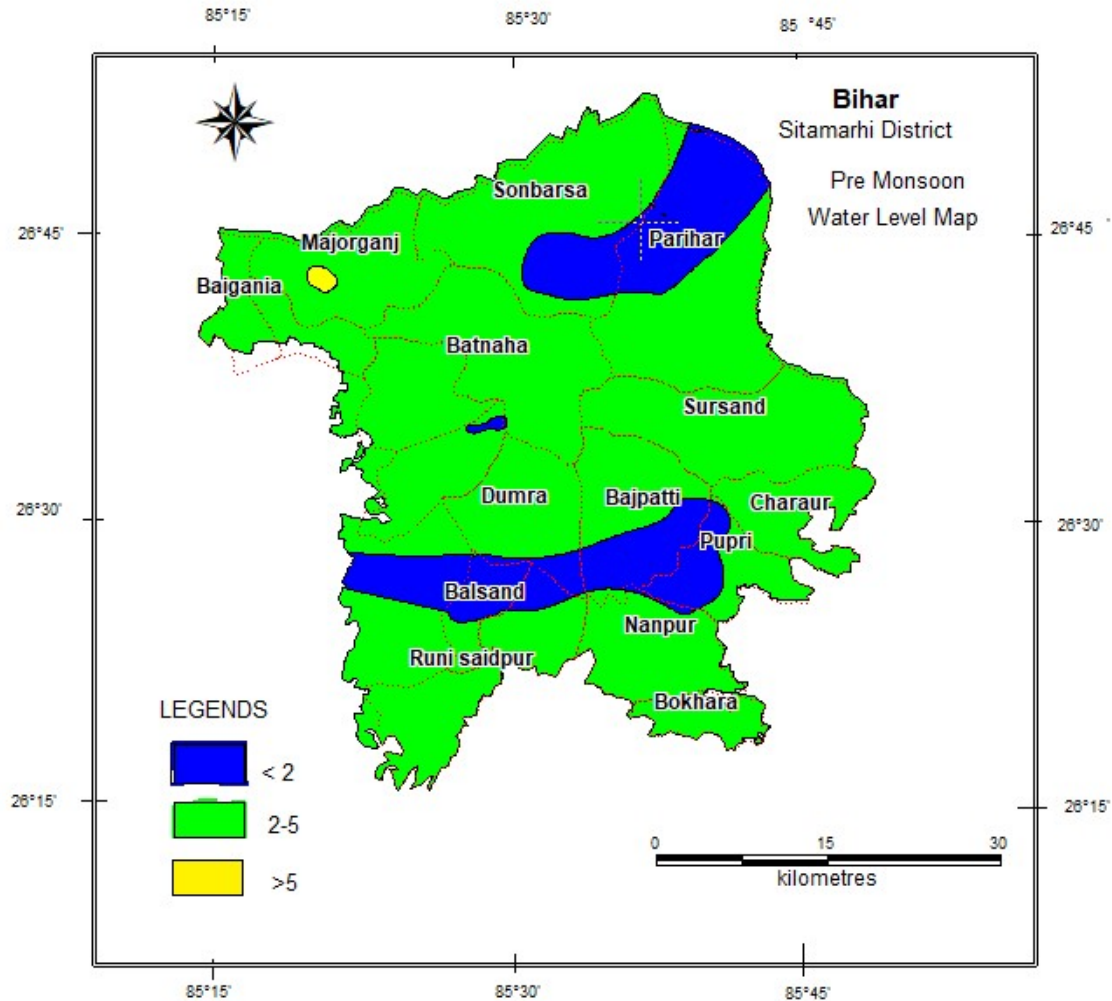 85°15'
85°30'
85 °45'
Bihar
Sitamarhi District
Pre Monsoon
Water Level Map
Sonbarsa
26°45'
Majorganj
Parihar
26°45'
Baigania
Batnaha
Sursand
Dumra
Bajpatti
Charaur
26°30'
26°30'
Pupri
Balsand
Nanpur
Runi saidpur
Bokhara
LEGENDS
< 2
2-5
>5
26°15'
26°15'
0 15 30
kilometres
85°15'
85°30'
85°45'